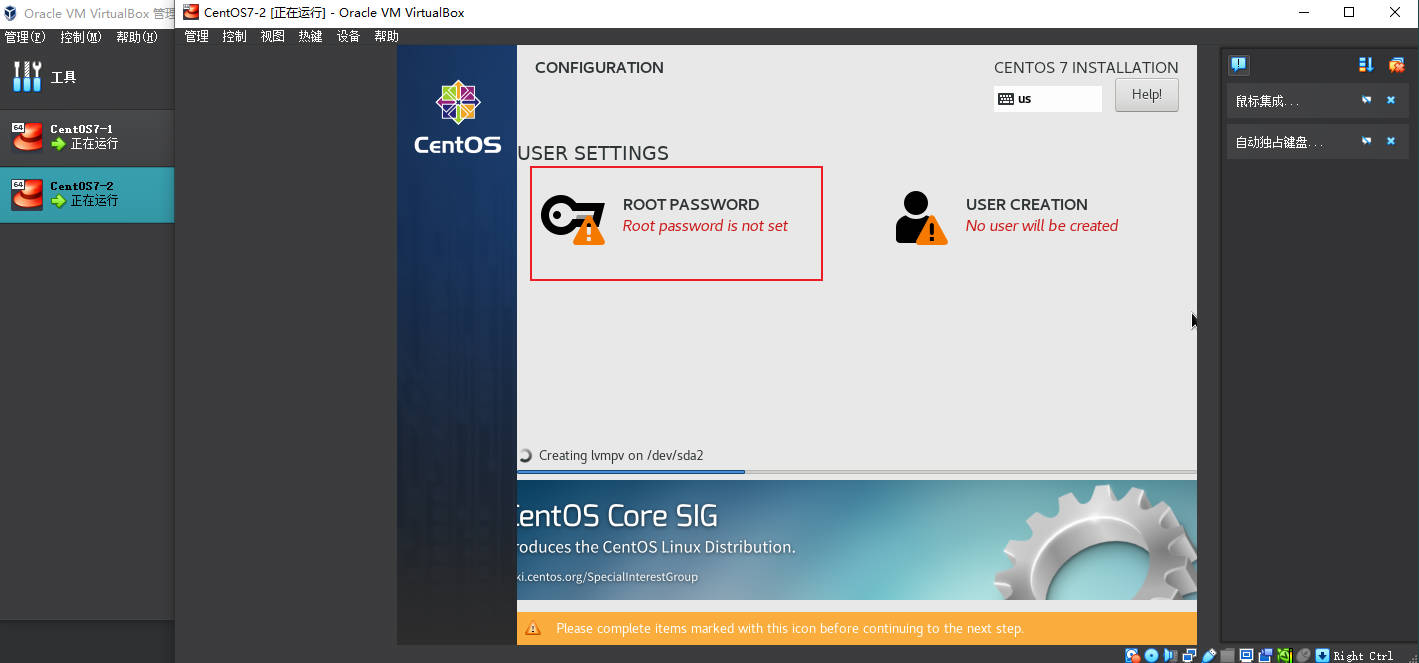 Oracle VM VirtualBox 管理
管理(F) 控制(M) 帮助(H)
工具
64
CentOS7-1
正在运行
64
CentOS7-2
正在运行
CentOS7-2 [正在运行] - Oracle VM VirtualBox
管理 控制 视图 热键 设备 帮助
CentOS
CONFIGURATION
CENTOS 7 INSTALLATION
us
Help!
USER SETTINGS
ROOT PASSWORD
Root password is not set
USER CREATION
No user will be created
Creating lvmpv on /dev/sda2
CentOS Core SIG
roduces the CentOS Linux Distribution.
ki.centos.org/SpecialInterestGroup
Please complete items marked with this icon before continuing to the next step.
鼠标集成...
自动独占键盘...
Right Ctrl